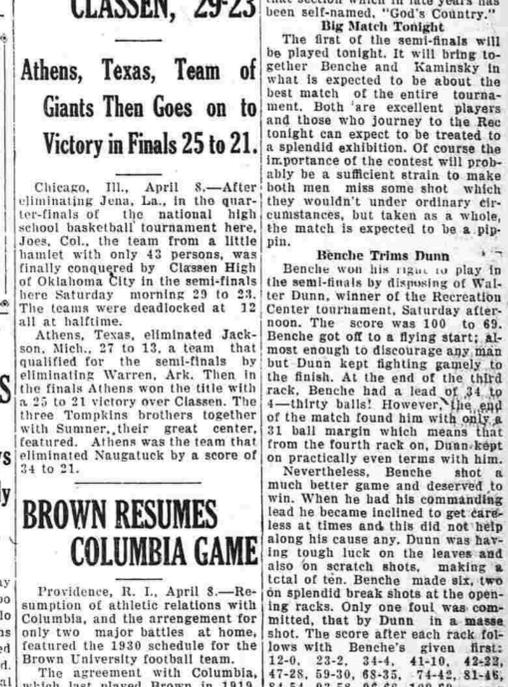 CLASSEN, 29-23
Athens, Texas, Team of
Giants Then Goes on to
Victory in Finals 25 to 21.
Chicago, Ill., April 8.—After
eliminating Jena, La., in the quar-
ter-finals of the national high
school basketball tournament here,
Joes, Col., the team from a little
hamlet with only 43 persons, was
finally conquered by Classen High
of Oklahoma City in the semi-finals
here Saturday morning 29 to 23.
The teams were deadlocked at 12
all at halftime.
Athens, Texas, eliminated Jack-
son, Mich., 27 to 13, a team that
qualified for the semi-finals by
eliminating Warren, Ark. Then in
the finals Athens won the title with
a 25 to 21 victory over Classen. The
three Tompkins brothers together
with Sumner, their great center,
featured. Athens was the team that
eliminated Naugatuck by a score of
34 to 21.
BROWN RESUMES
COLUMBIA GAME
Providence, R. I., April 8.—Re-
sumption of athletic relations with
Columbia, and the arrengement for
only two major battles at home,
featured the 1930 schedule for the
Brown University football team.
The agreement with Columbia,
which last played Brown in 1919,
that section which in late years has
been self-named, "God's Country."
Big Match Tonight
The first of the semi-finals will
be played tonight. It will bring to-
gether Benche and Kaminsky in
what is expected to be about the
best match of the entire tourna-
ment. Both are excellent players
and those who journey to the Rec
tonight can expect to be treated to
a splendid exhibition. Of course the
importance of the contest will prob-
ably be a sufficient strain to make
both men miss some shot which
they wouldn't under ordinary cir-
cumstances, but taken as a whole,
the match is expected to be a pip-
pin.
Benche Trims Dunn
Benche won his right to play in
the semi-finals by disposing of Wal-
ter Dunn, winner of the Recreation
Center tournament, Saturday after-
noon. The score was 100 to 69.
Benche got off to a flying start; al-
most enough to discourage any man
but Dunn kept fighting gamely to
the finish. At the end of the third
rack, Benche had a lead of 34 to
4—thirty balls! However, the end
of the match found him with only a
31 ball margin which means that
from the fourth rack on, Dunn kept
on practically even terms with him.
Nevertheless, Benche shot a
much better game and deserved to
win. When he had his commanding
lead he became inclined to get care-
less at times and this did not help
along his cause any. Dunn was hav-
ing tough luck on the leaves and
also on scratch shots, making a
total of ten. Benche made six, two
on splendid break shots at the open-
ing racks. Only one foul was com-
mitted, that by Dunn in a masse
shot. The score after each rack fol-
lows with Benche's given first:
12-0, 23-2, 34-4, 41-10, 42-22,
47-28, 59-30, 68-35, 74-42, 81-46,